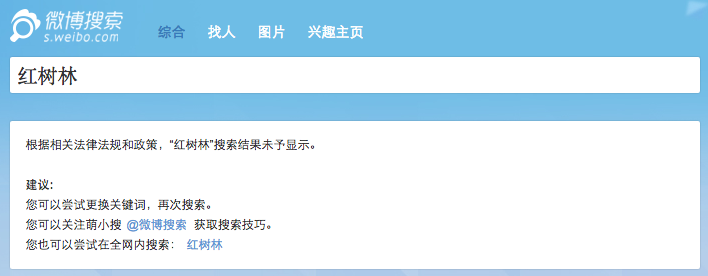 微博搜索
s.weibo.com
综合 找人 图片 兴趣主页
红树林
根据相关法律法规和政策，“红树林”搜索结果未予显示。
建议:
您可以尝试更换关键词，再次搜索。
您可以关注萌小搜 @微博搜索 获取搜索技巧。
您也可以尝试在全网内搜索： 红树林